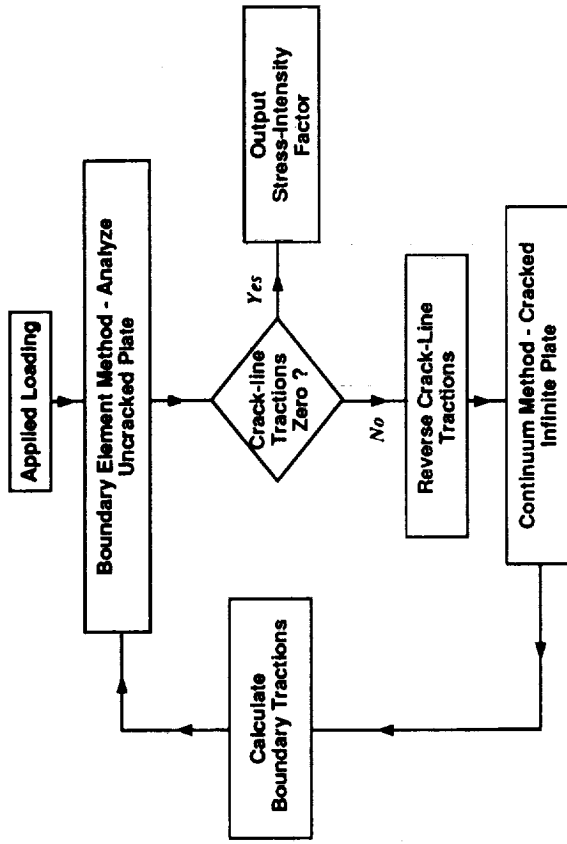 Applied Loading
Boundary Element Method - Analyze
Uncracked Plate
Crack-line
Tractions
Zero ?
Yes
Output
Stress-Intensity
Factor
No
Reverse Crack-Line
Tractions
Continuum Method - Cracked
Infinite Plate
Calculate
Boundary Tractions